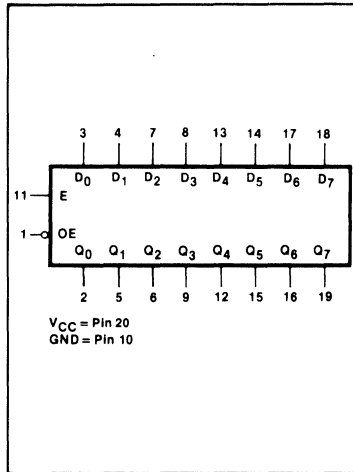 3 4 7 8 13 14 17 18
D0 D1 D2 D3 D4 D5 D6 D7
11 E
1 OE
Q0 Q1 Q2 Q3 Q4 Q5 Q6 Q7
2 5 6 9 12 15 16 19
VCC = Pin 20
GND = Pin 10